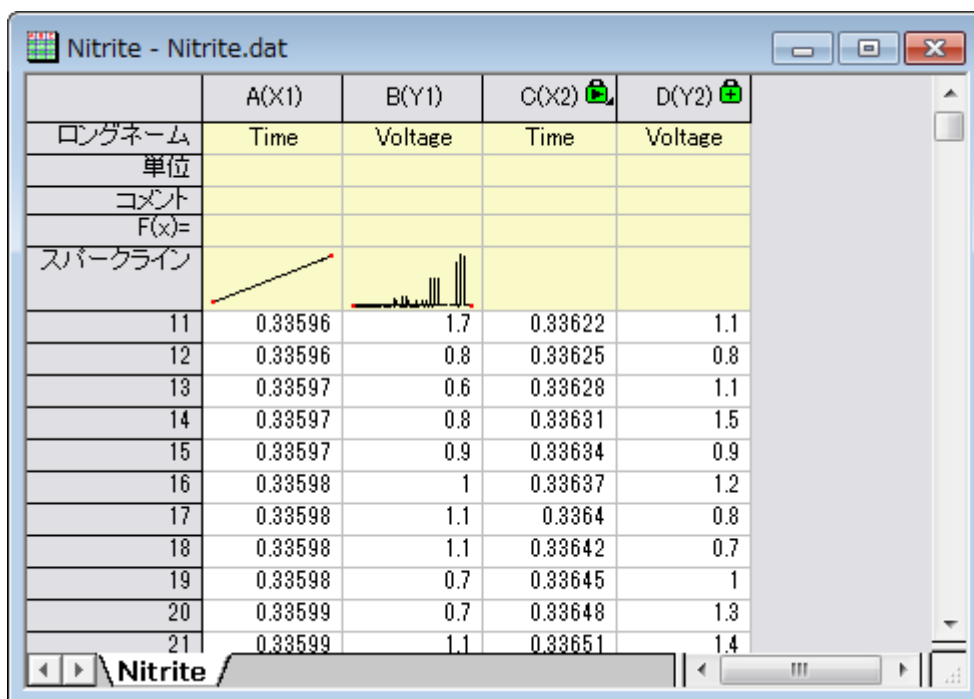 Nitrite - Nitrite.dat
A(X1) B(Y1) C(X2) D(Y2)
ロングネーム Time Voltage Time Voltage
単位
コメント
F(x)=
スパークライン
11 0.33596 1.7 0.33622 1.1
12 0.33596 0.8 0.33625 0.8
13 0.33597 0.6 0.33628 1.1
14 0.33597 0.8 0.33631 1.5
15 0.33597 0.9 0.33634 0.9
16 0.33598 1 0.33637 1.2
17 0.33598 1.1 0.3364 0.8
18 0.33598 1.1 0.33642 0.7
19 0.33598 0.7 0.33645 1
20 0.33599 0.7 0.33648 1.3
21 0.33599 1.1 0.33651 1.4
Nitrite